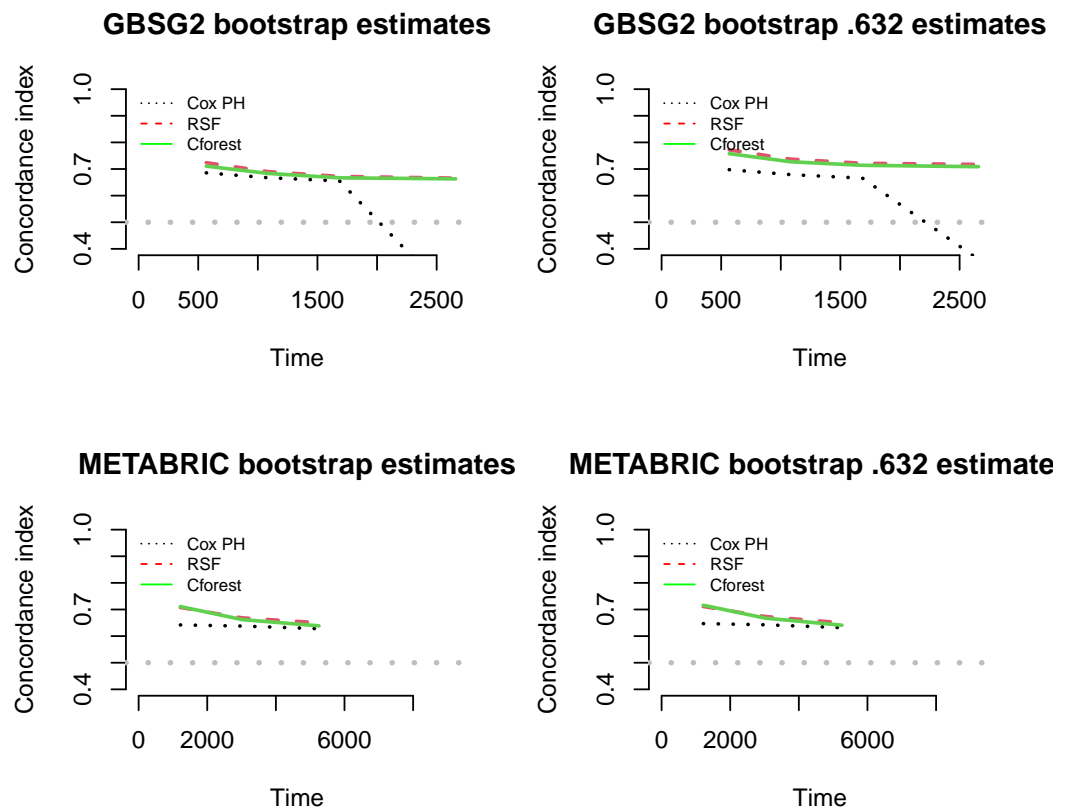 GBSG2 bootstrap estimates
Concordance index
1.0
0.7
0.4
Cox PH
RSF
Cforest
0 500 1500 2500
Time
GBSG2 bootstrap .632 estimates
Concordance index
1.0
0.7
0.4
Cox PH
RSF
Cforest
0 500 1500 2500
Time
METABRIC bootstrap estimates
Concordance index
1.0
0.7
0.4
Cox PH
RSF
Cforest
0 2000 6000
Time
METABRIC bootstrap .632 estimate
Concordance index
1.0
0.7
0.4
Cox PH
RSF
Cforest
0 2000 6000
Time